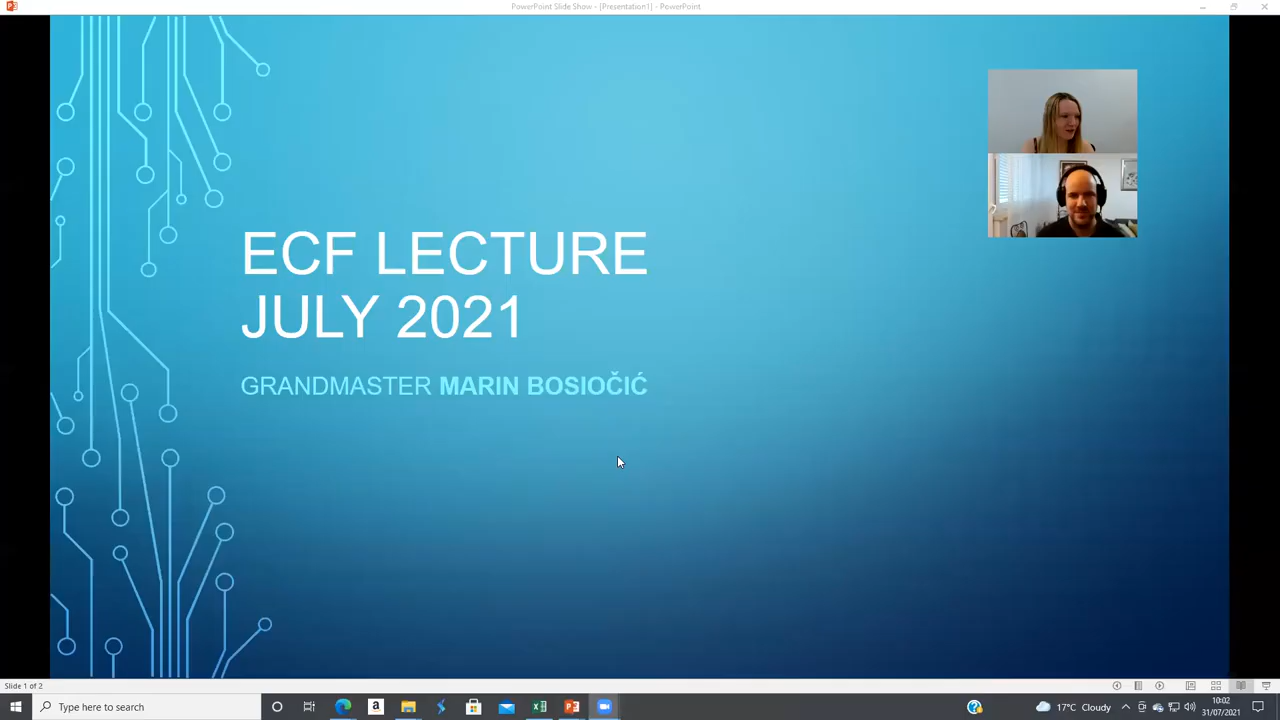 PowerPoint Slide Show - [Presentation1] - PowerPoint
ECF LECTURE
JULY 2021
GRANDMASTER MARIN BOSIOČIĆ
Slide 1 of 2
Type here to search
17°C Cloudy
10:02
31/07/2021